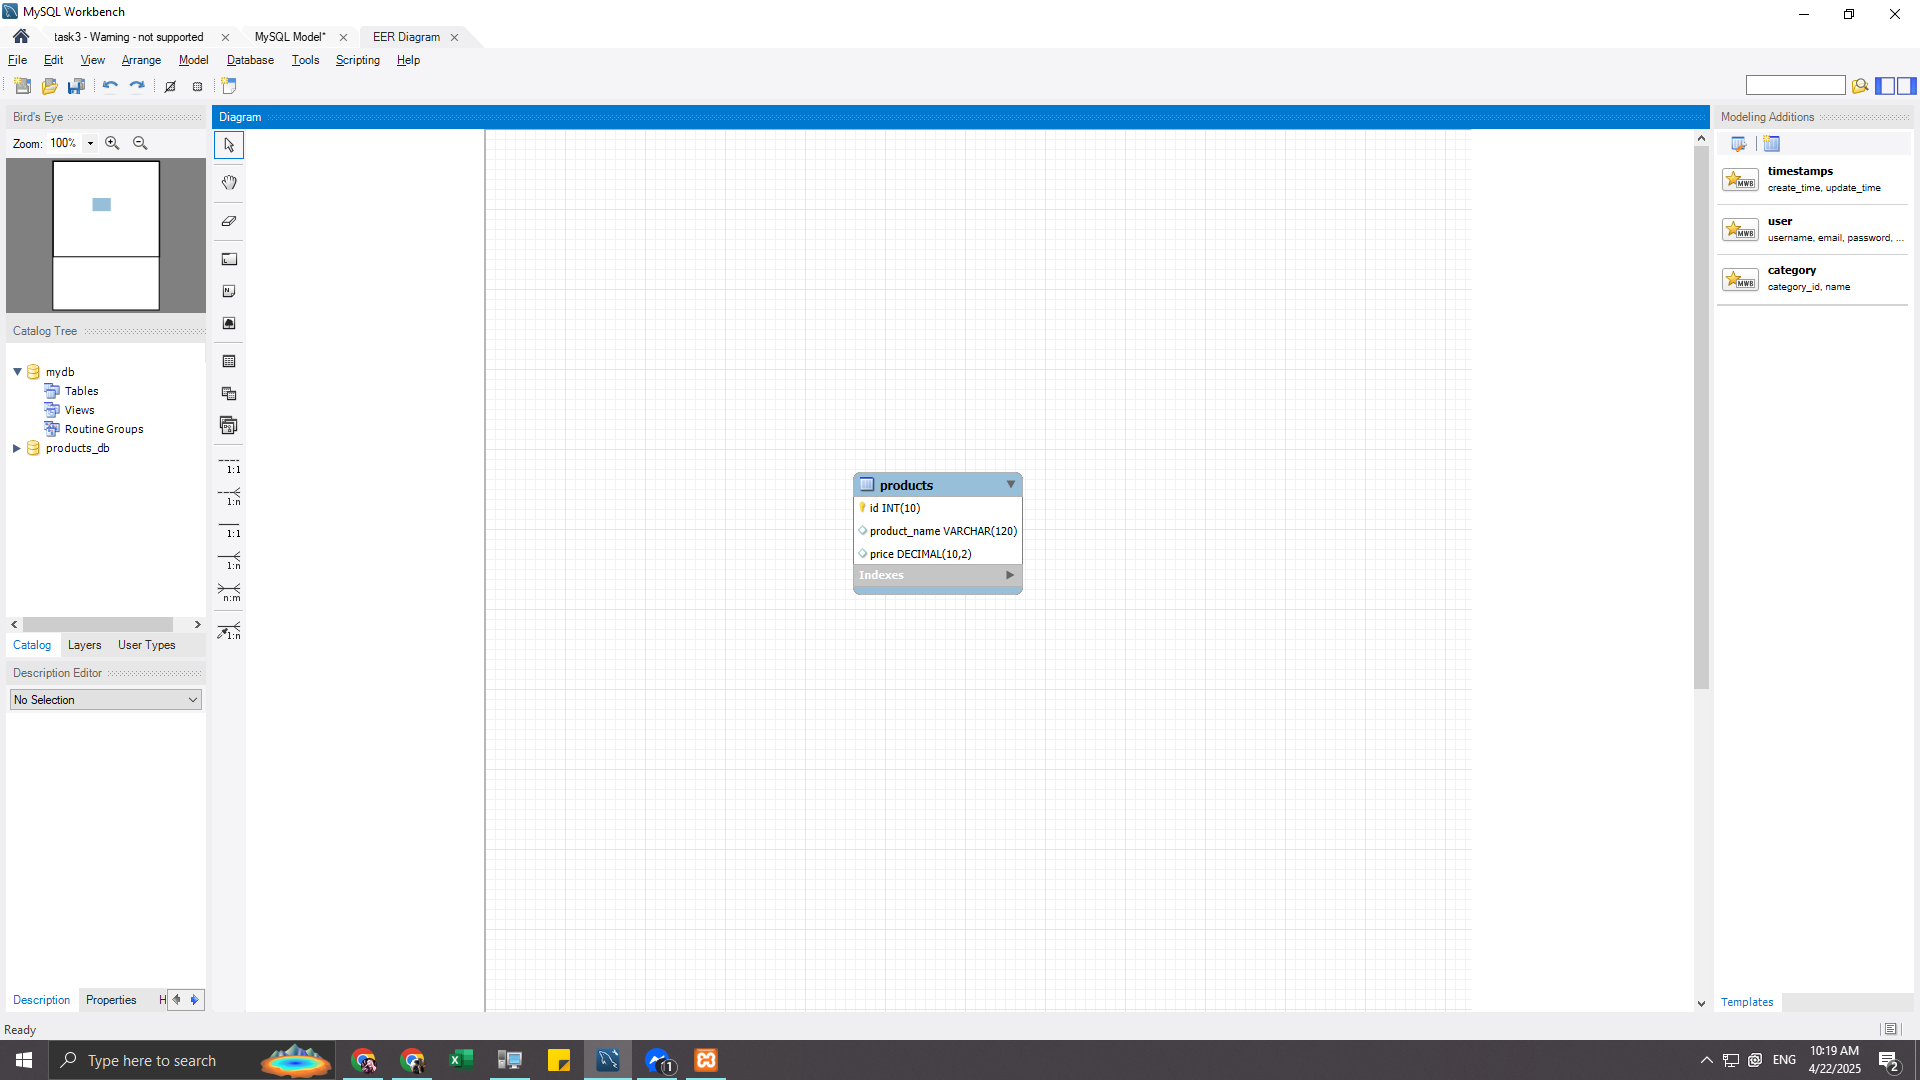 MySQL Workbench
task3 - Warning - not supported
MySQL Model*
EER Diagram
File Edit View Arrange Model Database Tools Scripting Help
Bird's Eye
Zoom: 100%
Catalog Tree
mydb
Tables
Views
Routine Groups
products_db
Catalog Layers User Types
Description Editor
No Selection
Description Properties H
Diagram
1:1
1:n
1:1
1:n
n:m
1:n
products
id INT(10)
product_name VARCHAR(120)
price DECIMAL(10,2)
Indexes
Modeling Additions
MWB
timestamps
create_time, update_time
MWB
user
username, email, password, ...
MWB
category
category_id, name
Templates
Ready
Type here to search
1
ENG
10:19 AM
4/22/2025
2